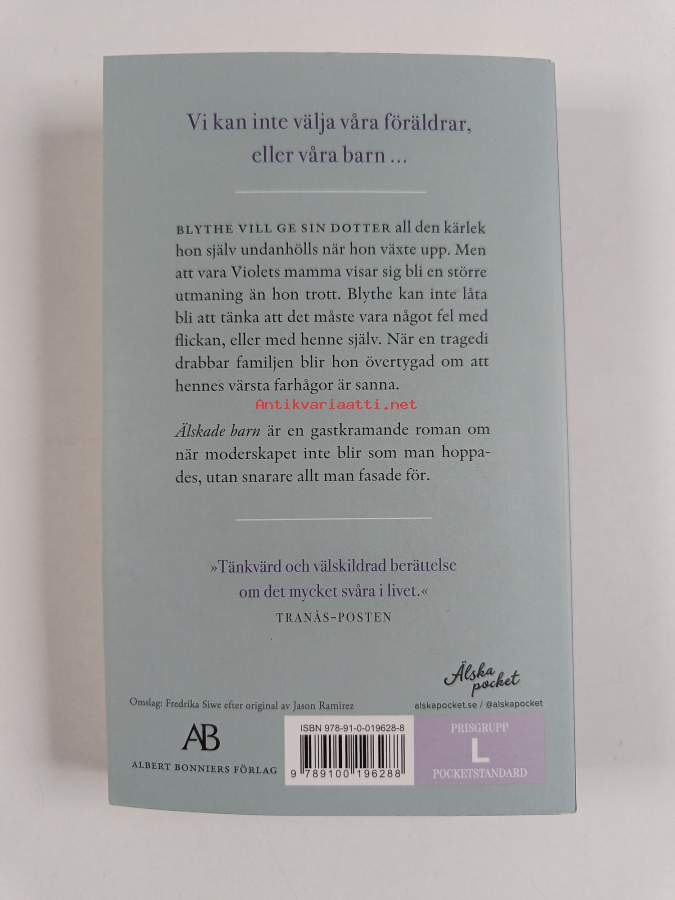 Vi kan inte välja våra föräldrar,
eller våra barn ...
BLYTHE VILL GE SIN DOTTER all den kärlek
hon själv undanhölls när hon växte upp. Men
att vara Violets mamma visar sig bli en större
utmaning än hon trott. Blythe kan inte låta
bli att tänka att det måste vara något fel med
flickan, eller med henne själv. När en tragedi
drabbar familjen blir hon övertygad om att
hennes värsta farhågor är sanna.
Antikvariaatti.net
Älskade barn är en gastkramande roman om
när moderskapet inte blir som man hoppa-
des, utan snarare allt man fasade för.
»Tänkvärd och välskildrad berättelse
om det mycket svåra i livet.«
TRANÅS-POSTEN
Älska
pocket
Omslag: Fredrika Siwe efter original av Jason Ramirez
alskapocket.se / @alskapocket
AB
ALBERT BONNIERS FÖRLAG
ISBN 978-91-0-019628-8
9 789100 196288
PRISGRUPP
L
POCKETSTANDARD